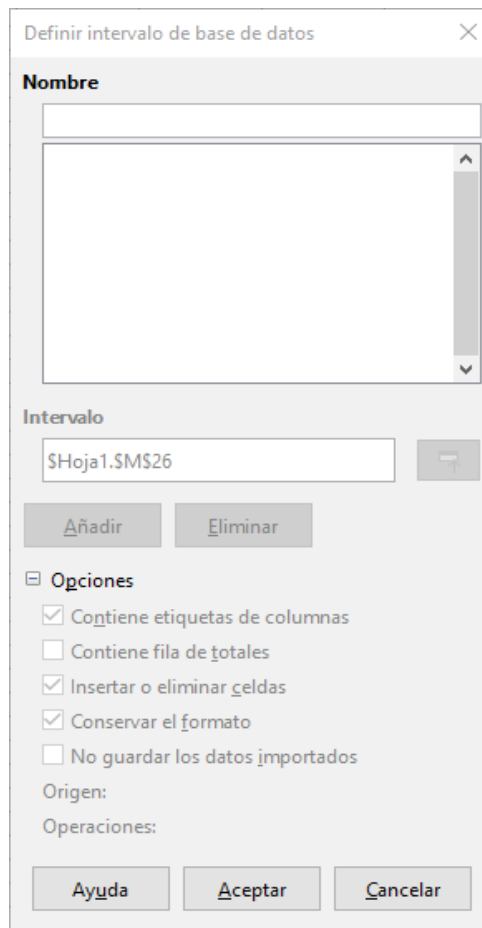 Definir intervalo de base de datos
Nombre
Intervalo
$Hoja1.$M$26
Añadir Eliminar
Opciones
Contiene etiquetas de columnas
Contiene fila de totales
Insertar o eliminar celdas
Conservar el formato
No guardar los datos importados
Origen:
Operaciones:
Ayuda Aceptar Cancelar